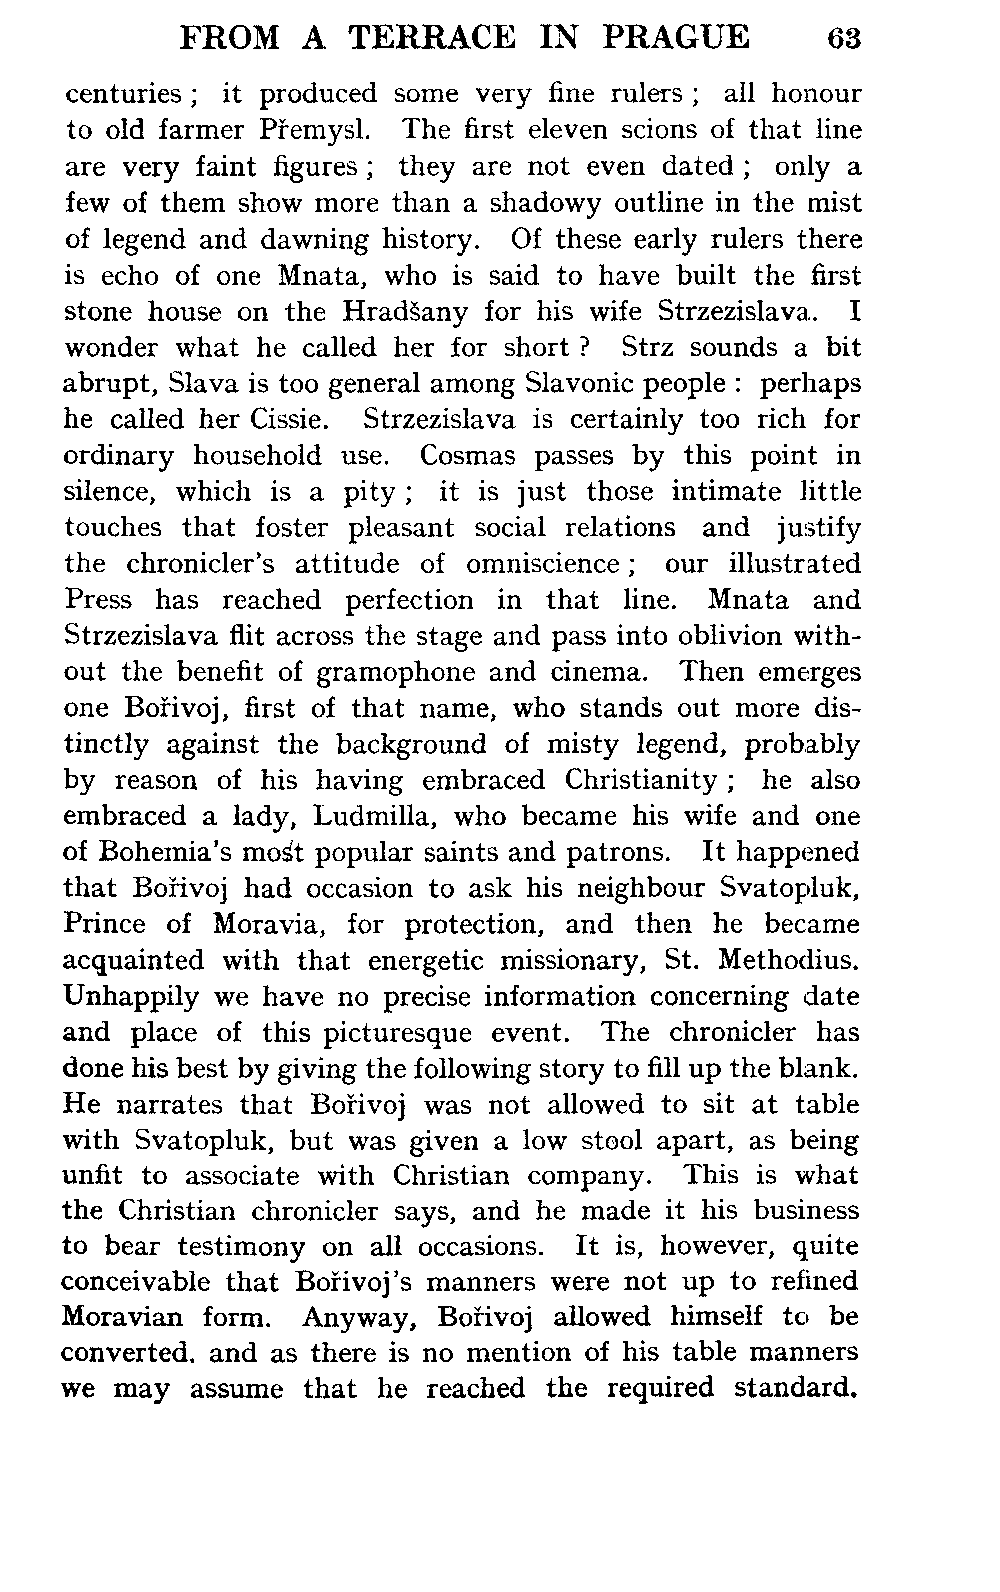 FROM A TERRACE IN PRAGUE 63
centuries ; it produced some very fine rulers ; all honour
to old farmer Přemysl. The first eleven scions of that line
are very faint figures ; they are not even dated ; only a
few of them show more than a shadowy outline in the mist
of legend and dawning history. Of these early rulers there
is echo of one Mnata, who is said to have built the first
stone house on the Hradšany for his wife Strzezislava. I
wonder what he called her for short ? Strz sounds a bit
abrupt, Slava is too general among Slavonic people : perhaps
he called her Cissie. Strzezislava is certainly too rich for
ordinary household use. Cosmas passes by this point in
silence, which is a pity ; it is just those intimate little
touches that foster pleasant social relations and justify
the chronicler's attitude of omniscience ; our illustrated
Press has reached perfection in that line. Mnata and
Strzezislava flit across the stage and pass into oblivion with-
out the benefit of gramophone and cinema. Then emerges
one Bořivoj, first of that name, who stands out more dis-
tinctly against the background of misty legend, probably
by reason of his having embraced Christianity ; he also
embraced a lady, Ludmilla, who became his wife and one
of Bohemia's most popular saints and patrons. It happened
that Bořivoj had occasion to ask his neighbour Svatopluk,
Prince of Moravia, for protection, and then he became
acquainted with that energetic missionary, St. Methodius.
Unhappily we have no precise information concerning date
and place of this picturesque event. The chronicler has
done his best by giving the following story to fill up the blank.
He narrates that Bořivoj was not allowed to sit at table
with Svatopluk, but was given a low stool apart, as being
unfit to associate with Christian company. This is what
the Christian chronicler says, and he made it his business
to bear testimony on all occasions. It is, however, quite
conceivable that Bořivoj's manners were not up to refined
Moravian form. Anyway, Bořivoj allowed himself to be
converted. and as there is no mention of his table manners
we may assume that he reached the required standard.